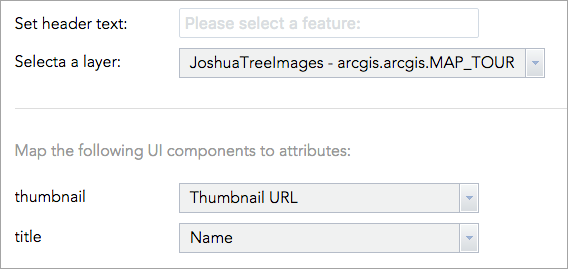 Set header text: Please select a feature:
Selecta a layer: JoshuaTreeImages - arcgis.arcgis.MAP_TOUR
Map the following UI components to attributes:
thumbnail Thumbnail URL
title Name